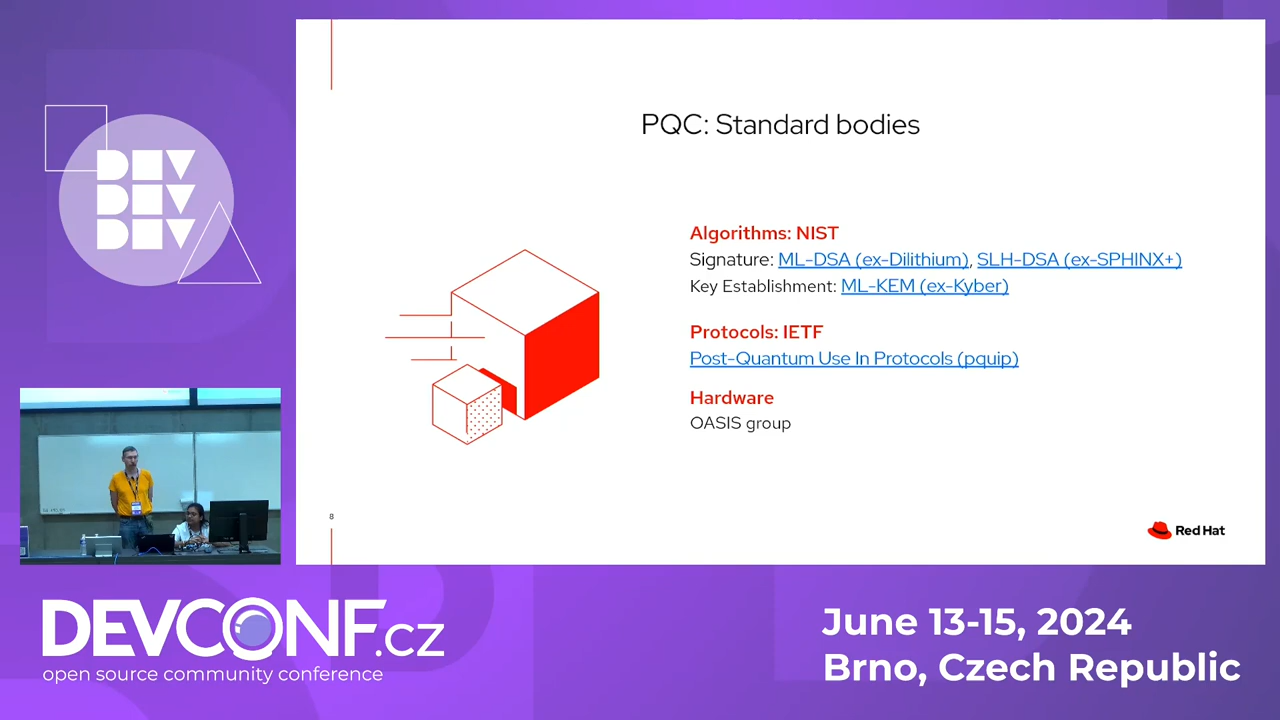 DEV
DEV
DEV
PQC: Standard bodies
Algorithms: NIST
Signature: ML-DSA (ex-Dilithium), SLH-DSA (ex-SPHINX+)
Key Establishment: ML-KEM (ex-Kyber)
Protocols: IETF
Post-Quantum Use In Protocols (pquip)
Hardware
OASIS group
8
Red Hat
DEVCONF.cz
open source community conference
June 13-15, 2024
Brno, Czech Republic